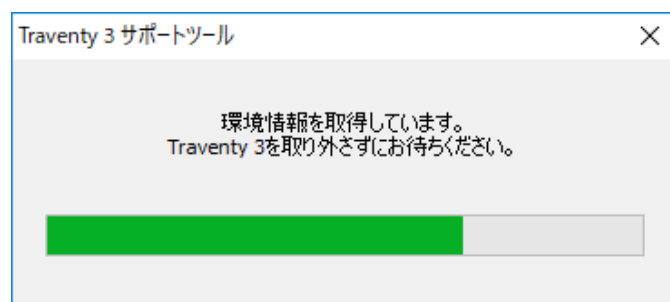 Traventy 3 サポートツール
環境情報を取得しています。
Traventy 3を取り外さずにお待ちください。